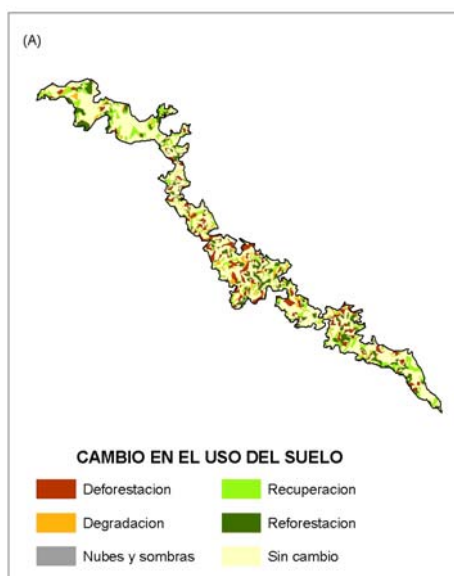 (A)
CAMBIO EN EL USO DEL SUELO
Deforestacion
Recuperacion
Degradacion
Reforestacion
Nubes y sombras
Sin cambio